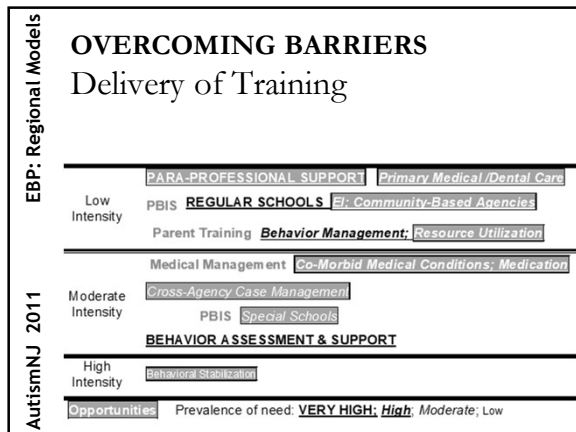 EBP: Regional Models
AutismNJ 2011
OVERCOMING BARRIERS
Delivery of Training
Low
Intensity
PARA-PROFESSIONAL SUPPORT Primary Medical /Dental Care
PBIS REGULAR SCHOOLS EI: Community-Based Agencies
Parent Training Behavior Management; Resource Utilization
Moderate
Intensity
Medical Management Co-Morbid Medical Conditions; Medication
Cross-Agency Case Management
PBIS Special Schools
BEHAVIOR ASSESSMENT & SUPPORT
High
Intensity
Behavioral Stabilization
Opportunities Prevalence of need: VERY HIGH; High; Moderate; Low